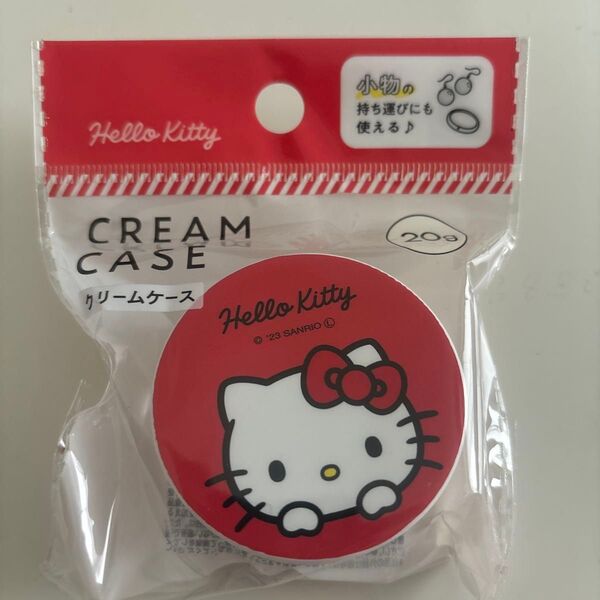 Hello Kitty
小物の
持ち運びにも
使える♪
CREAM
CASE
クリームケース
20g
Hello Kitty
© '23 SANRIO Ⓛ